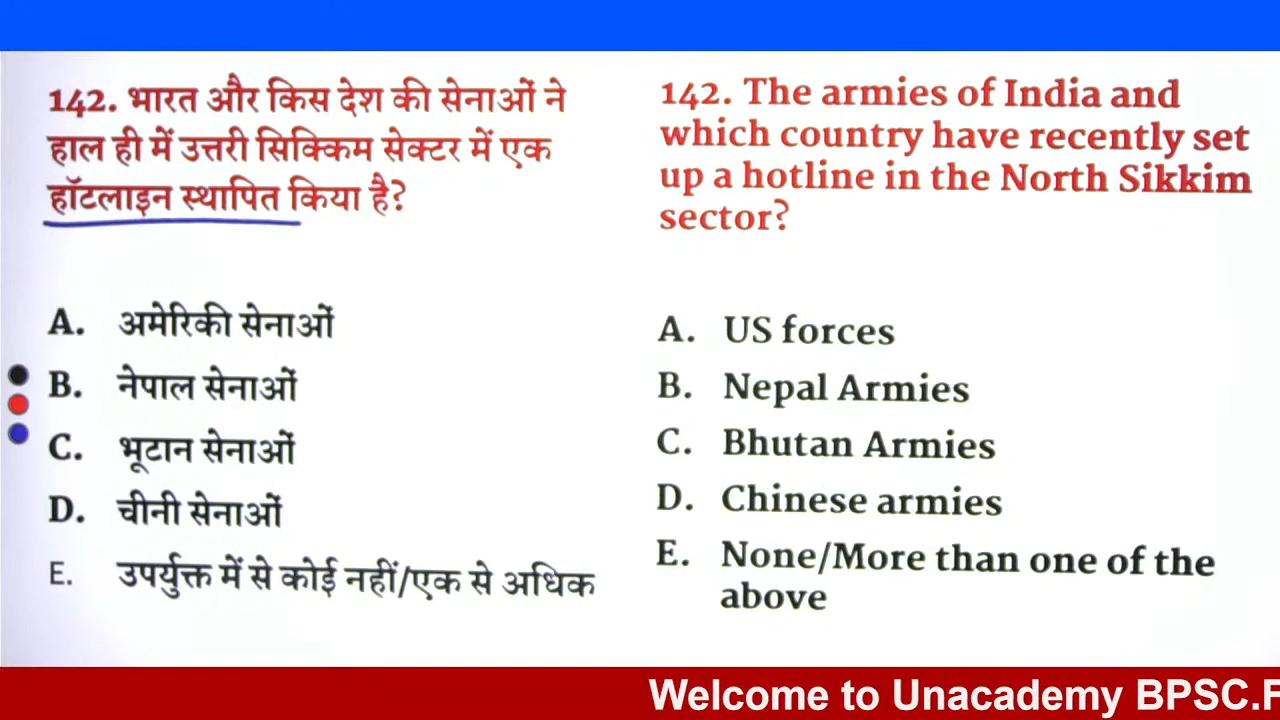 142. भारत और किस देश की सेनाओं ने
हाल ही में उत्तरी सिक्किम सेक्टर में एक
हॉटलाइन स्थापित किया है?
A. अमेरिकी सेनाओं
B. नेपाल सेनाओं
C. भूटान सेनाओं
D. चीनी सेनाओं
E. उपर्युक्त में से कोई नहीं/एक से अधिक
142. The armies of India and
which country have recently set
up a hotline in the North Sikkim
sector?
A. US forces
B. Nepal Armies
C. Bhutan Armies
D. Chinese armies
E. None/More than one of the
above
Welcome to Unacademy BPSC.F